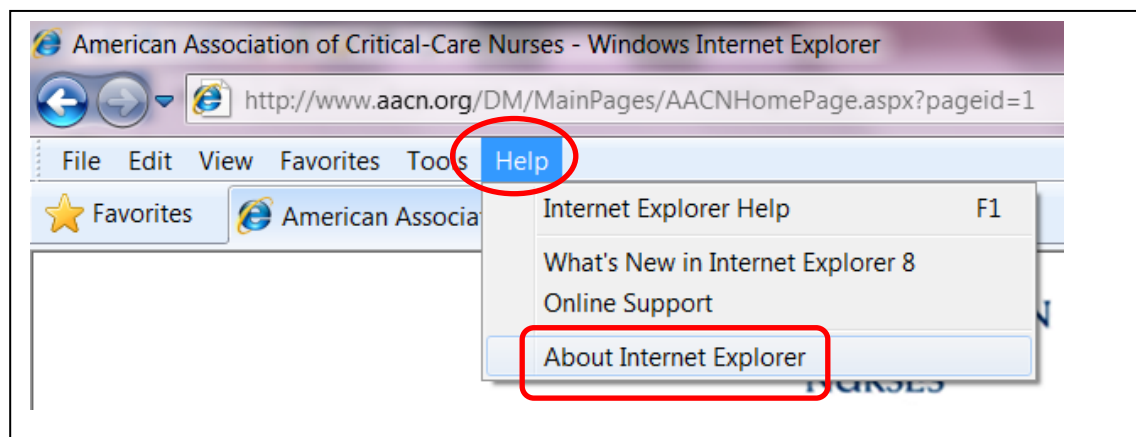 American Association of Critical-Care Nurses - Windows Internet Explorer
http://www.aacn.org/DM/MainPages/AACNHomePage.aspx?pageid=1
File Edit View Favorites Tools Help
Favorites American Associa
Internet Explorer Help F1
What's New in Internet Explorer 8
Online Support
About Internet Explorer